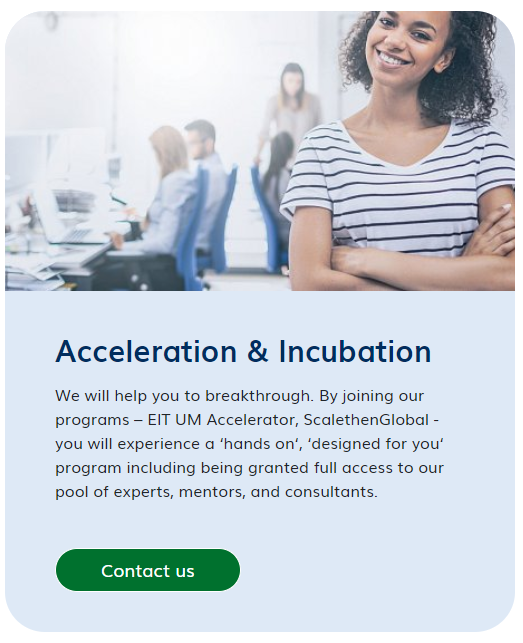 Acceleration & Incubation
We will help you to breakthrough. By joining our
programs – EIT UM Accelerator, ScalethenGlobal -
you will experience a ‘hands on‘, ‘designed for you‘
program including being granted full access to our
pool of experts, mentors, and consultants.
Contact us